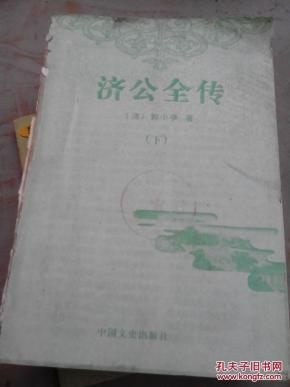 济公全传
〔清〕郭小亭 著
（下）
中国文史出版社
孔夫子旧书网